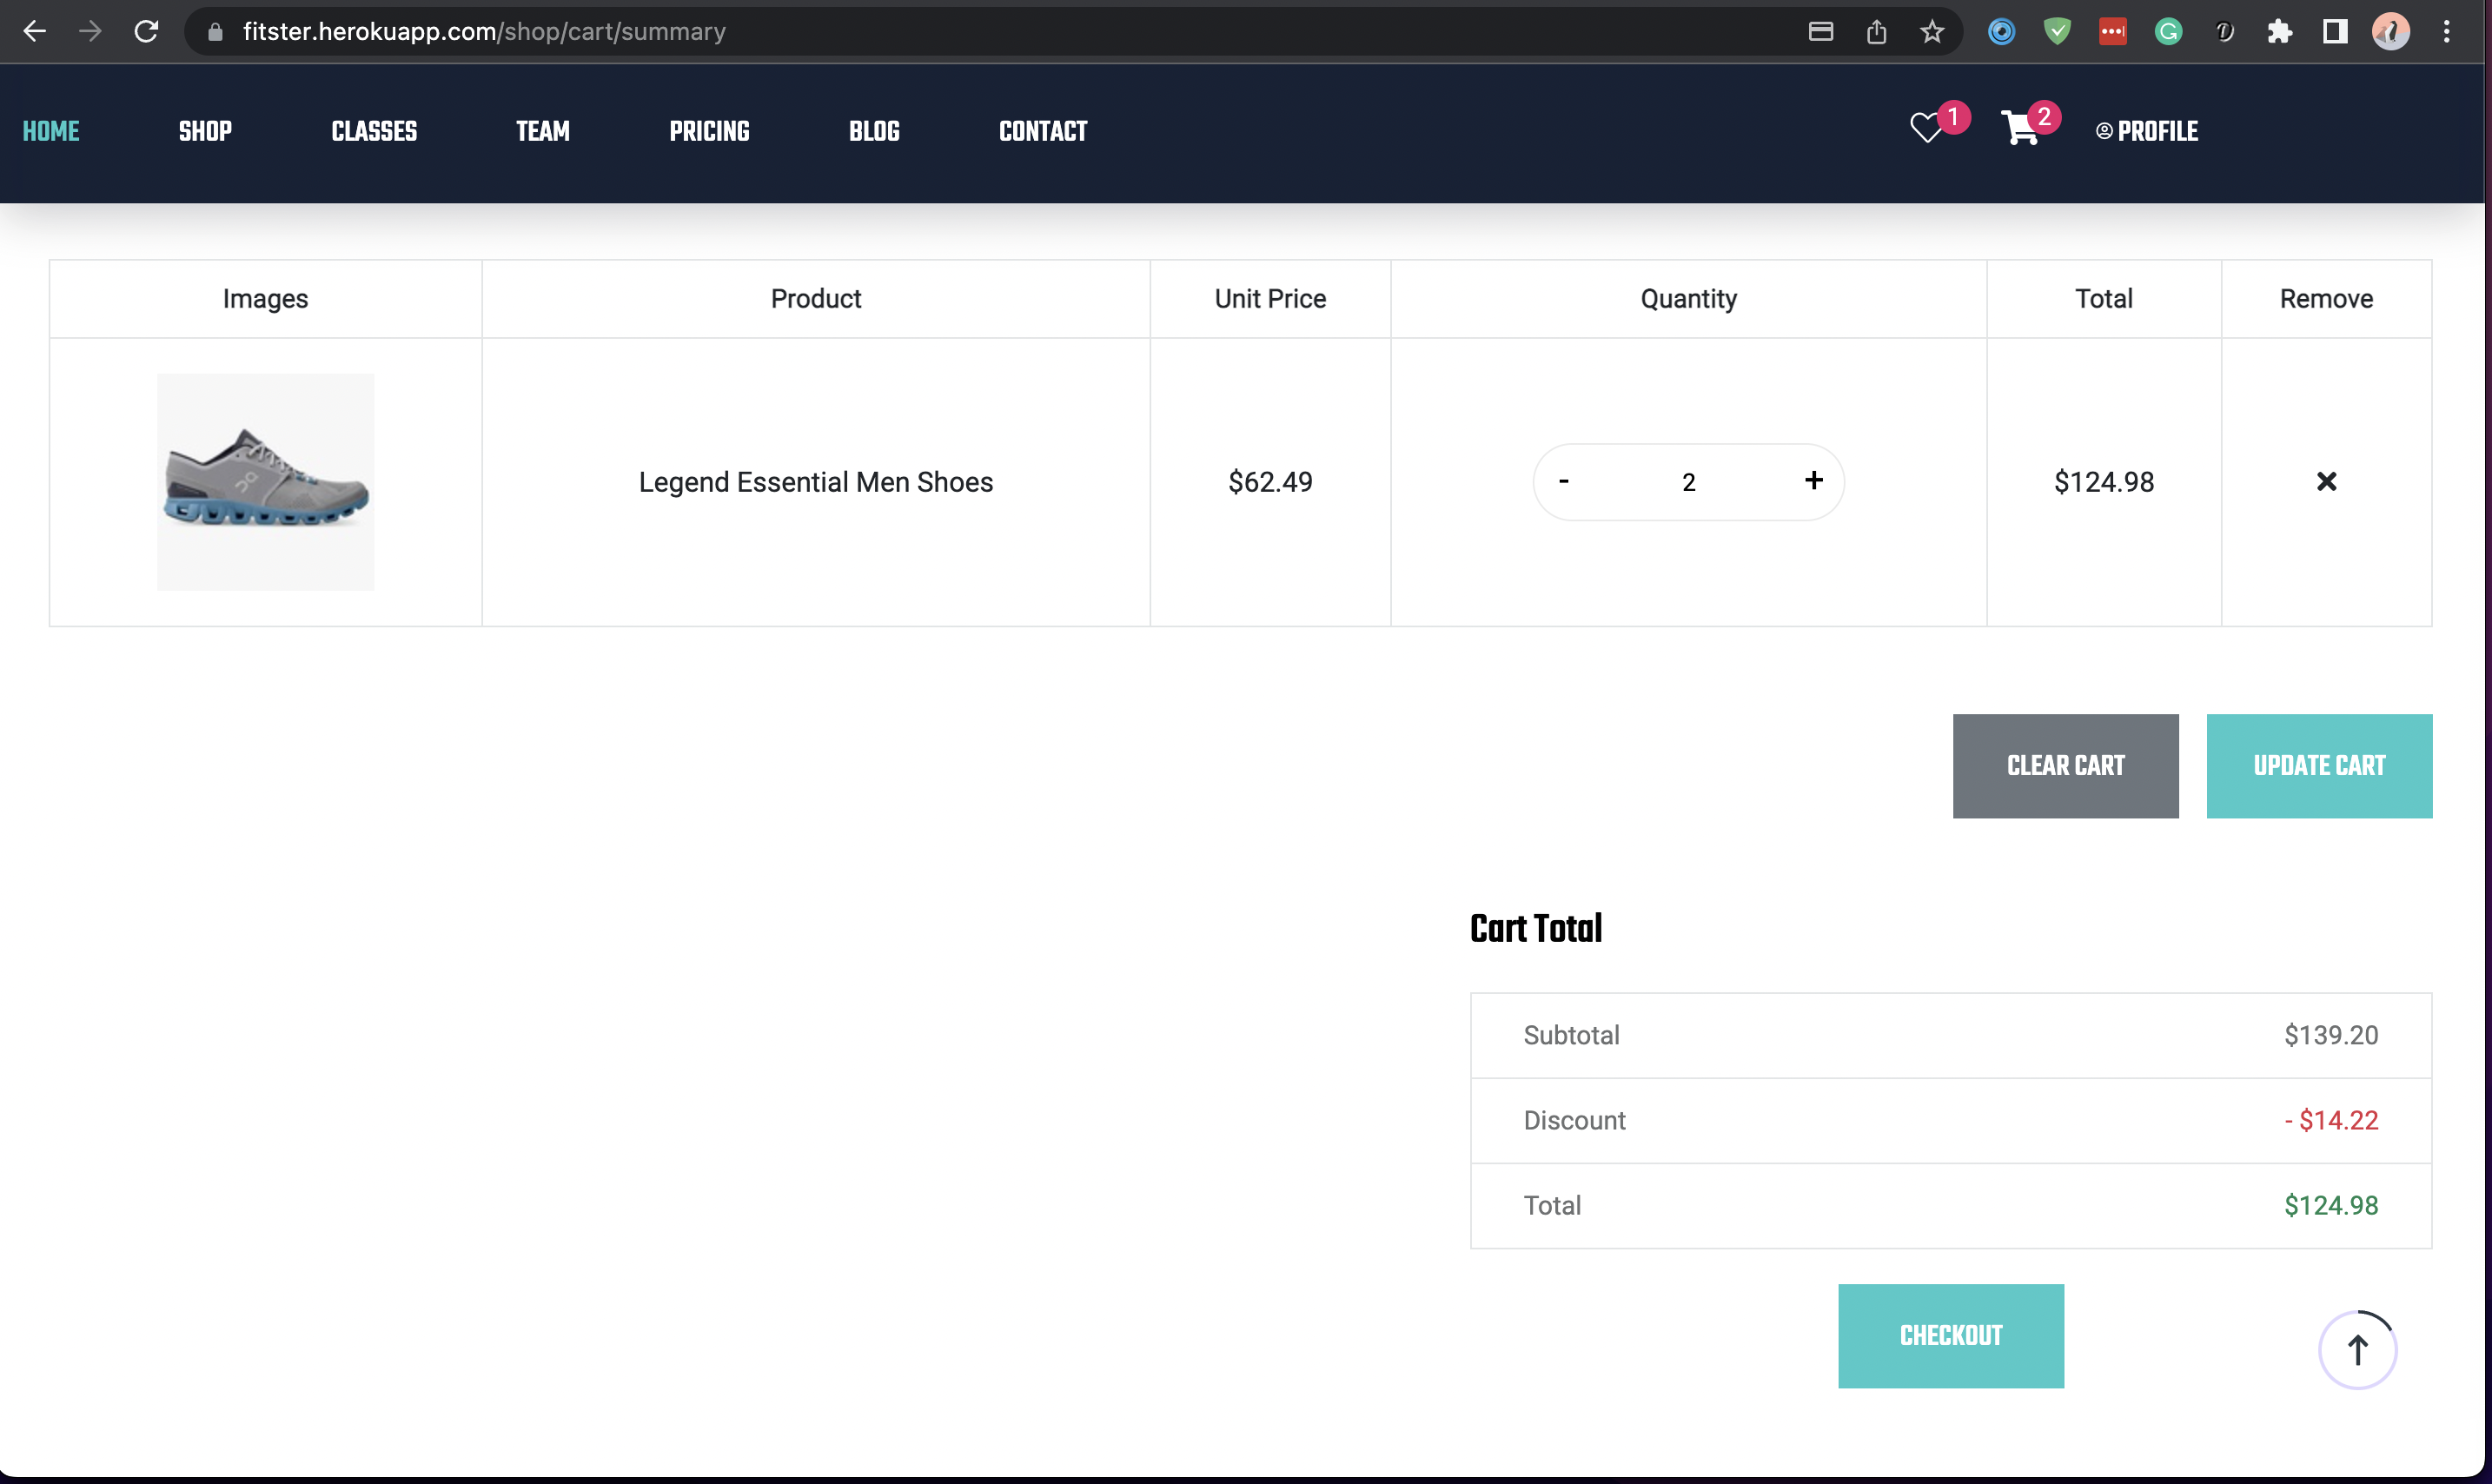 fitster.herokuapp.com/shop/cart/summary
HOME SHOP CLASSES TEAM PRICING BLOG CONTACT 1 2 PROFILE
Images Product Unit Price Quantity Total Remove
Legend Essential Men Shoes $62.49 - 2 + $124.98
CLEAR CART UPDATE CART
Cart Total
Subtotal $139.20
Discount - $14.22
Total $124.98
CHECKOUT